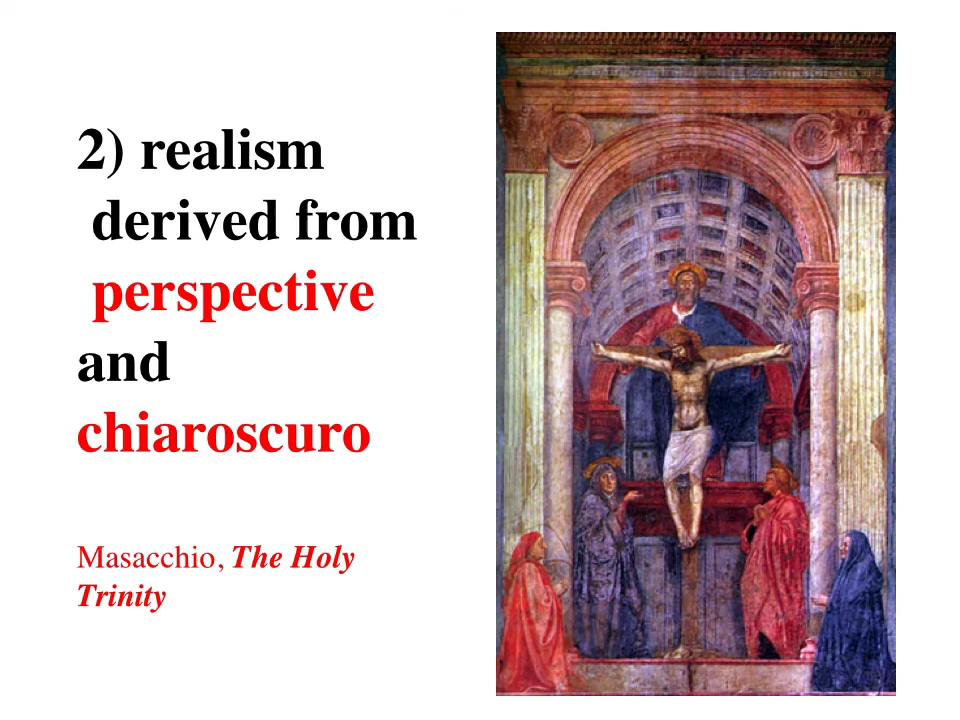 2) realism
derived from
perspective
and
chiaroscuro
Masacchio, The Holy
Trinity